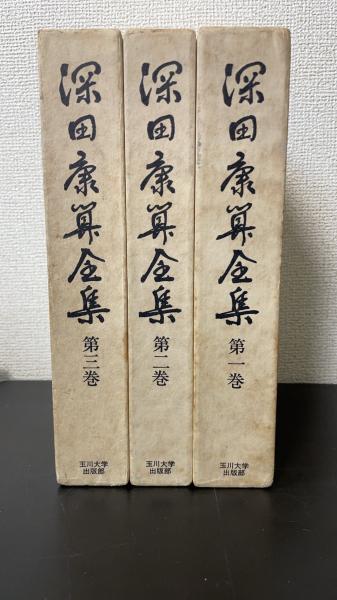 深田康算全集
第一巻
玉川大学
出版部
深田康算全集
第二巻
玉川大学
出版部
深田康算全集
第三巻
玉川大学
出版部